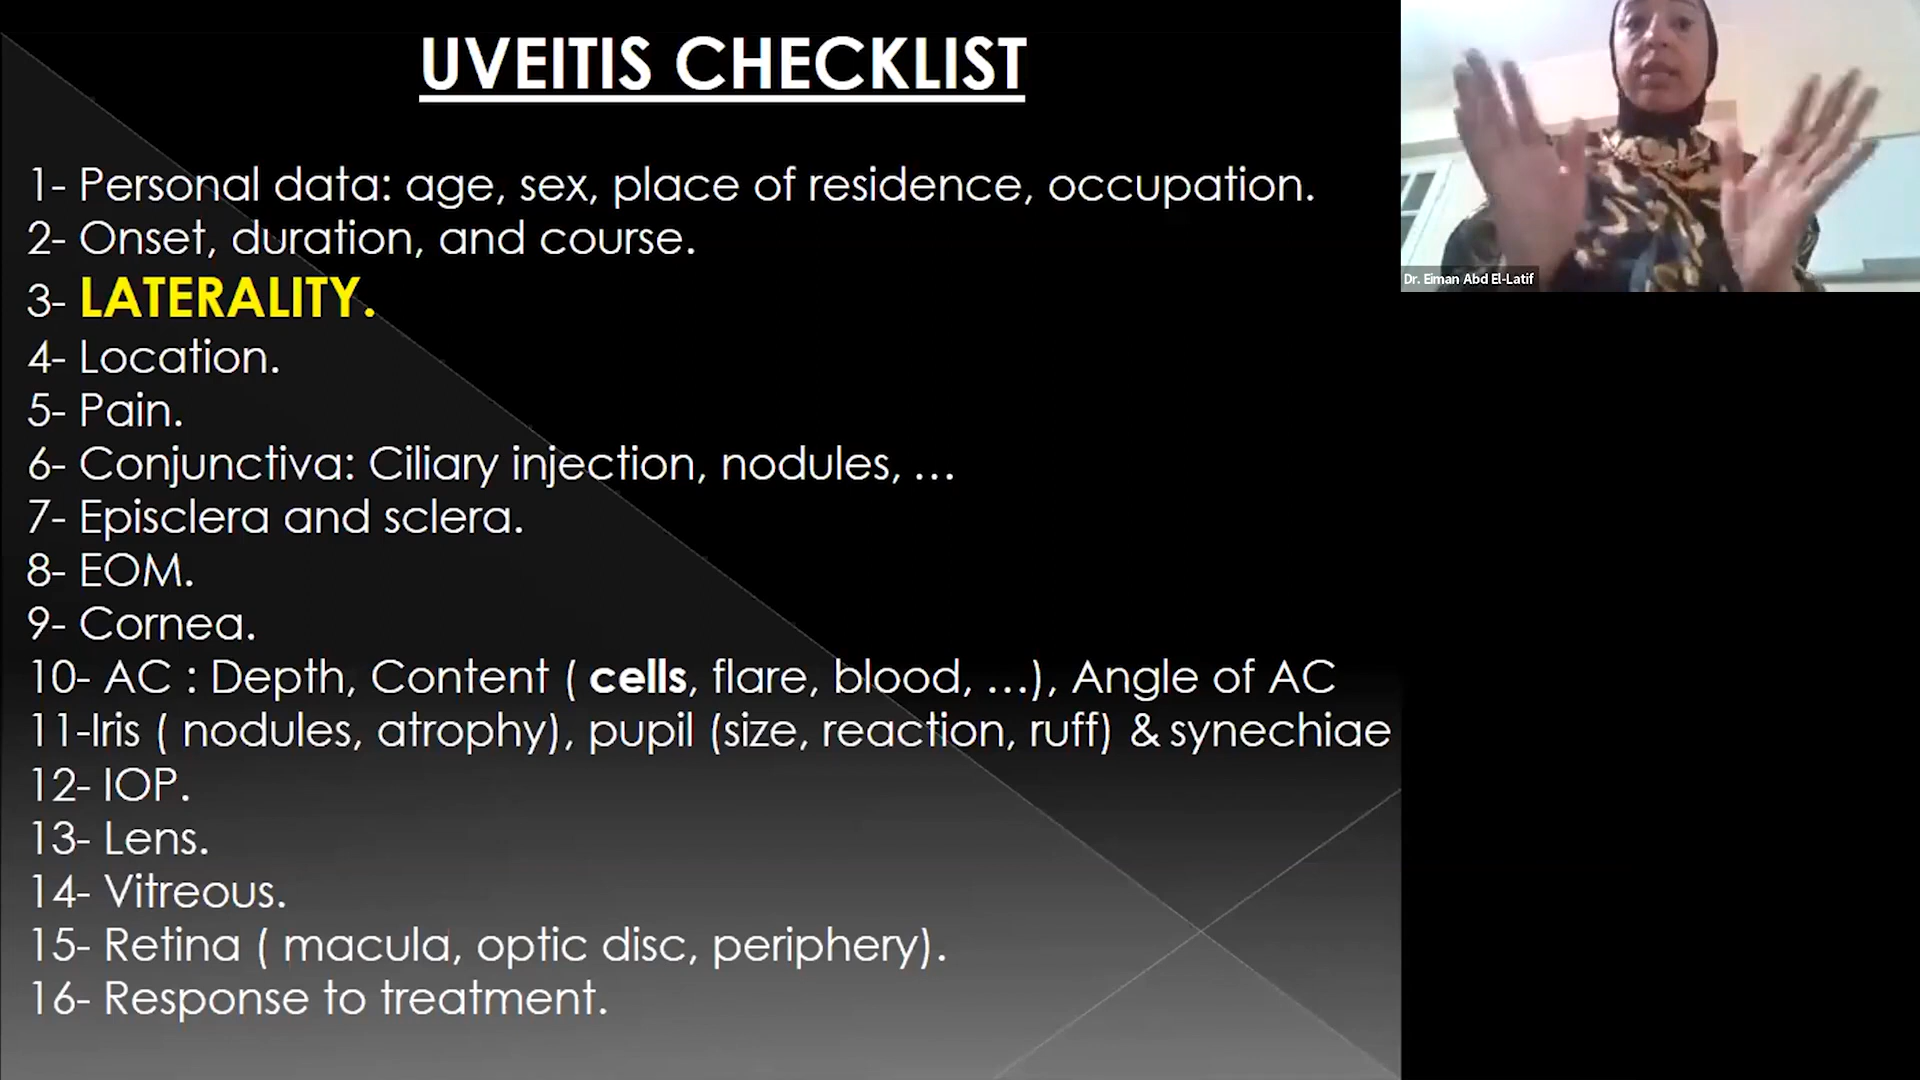 UVEITIS CHECKLIST
1- Personal data: age, sex, place of residence, occupation.
2- Onset, duration, and course.
3- LATERALITY.
4- Location.
5- Pain.
6- Conjunctiva: Ciliary injection, nodules, ...
7- Episclera and sclera.
8- EOM.
9- Cornea.
10- AC : Depth, Content ( cells, flare, blood, ...), Angle of AC
11-Iris ( nodules, atrophy), pupil (size, reaction, ruff) & synechiae
12- IOP.
13- Lens.
14- Vitreous.
15- Retina ( macula, optic disc, periphery).
16- Response to treatment.
Dr. Eiman Abd El-Latif